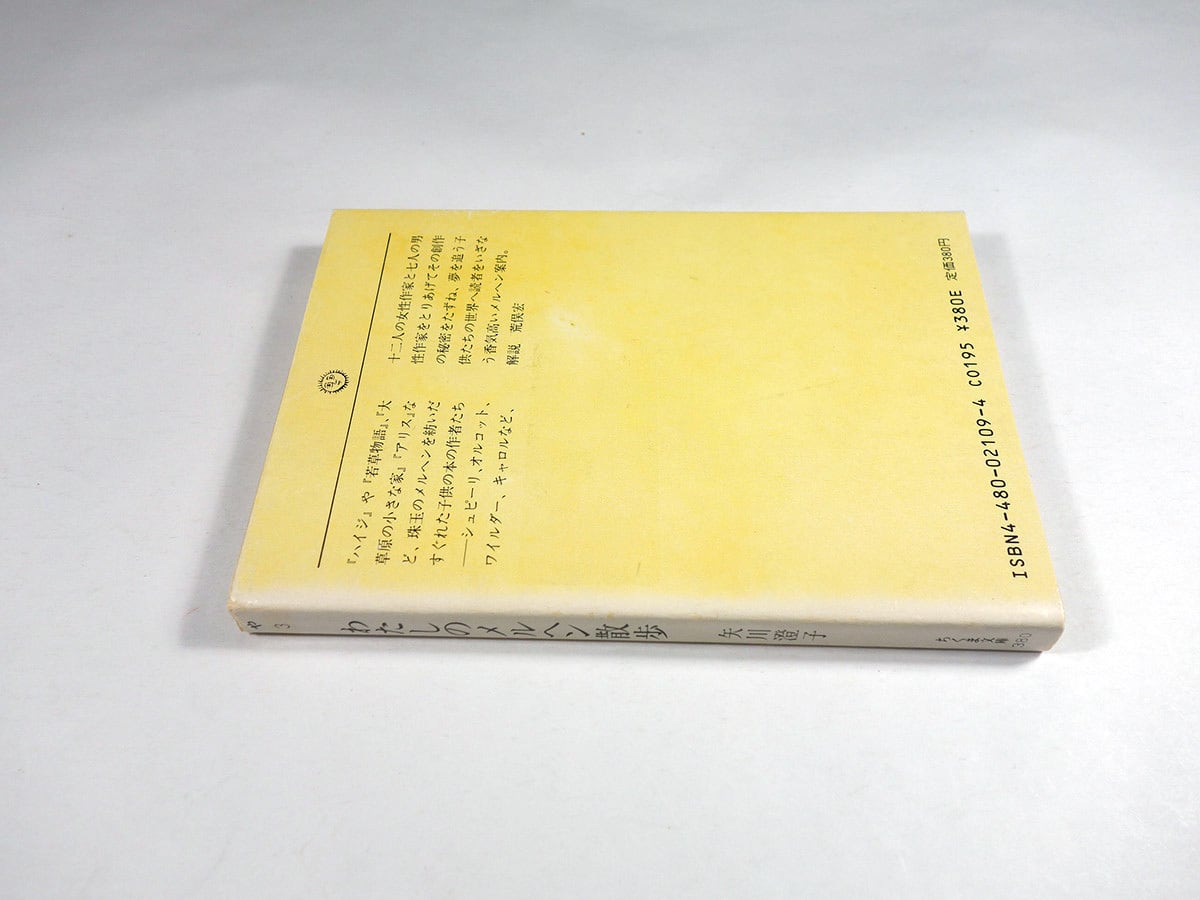 『ハイジ』や『若草物語』、『大
草原の小さな家』『アリス』な
ど、珠玉のメルヘンを紡いだ
すぐれた子供の本の作者たち
──シュピーリ、オルコット、
ワイルダー、キャロルなど、
十二人の女性作家と七人の男
性作家をとりあげてその創作
の秘密をたずね、夢を追う子
供たちの世界へ読者をいざな
う香気高いメルヘン案内。
解説 荒俣宏
ISBN4-480-02109-4 C0195 ¥380E 定価380円
や 3 わたしのメルヘン散歩 矢川澄子 ちくま文庫 380